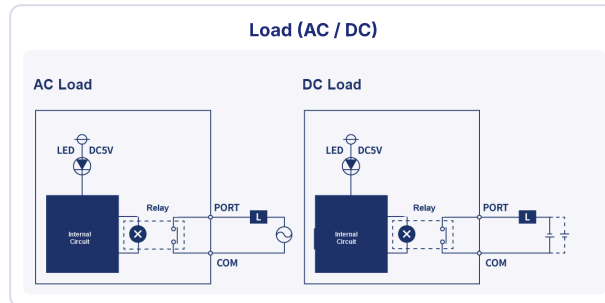 Load (AC / DC)
AC Load
LED DC5V
Relay
PORT
L
Internal
Circuit
COM
DC Load
LED DC5V
Relay
PORT
L
Internal
Circuit
COM